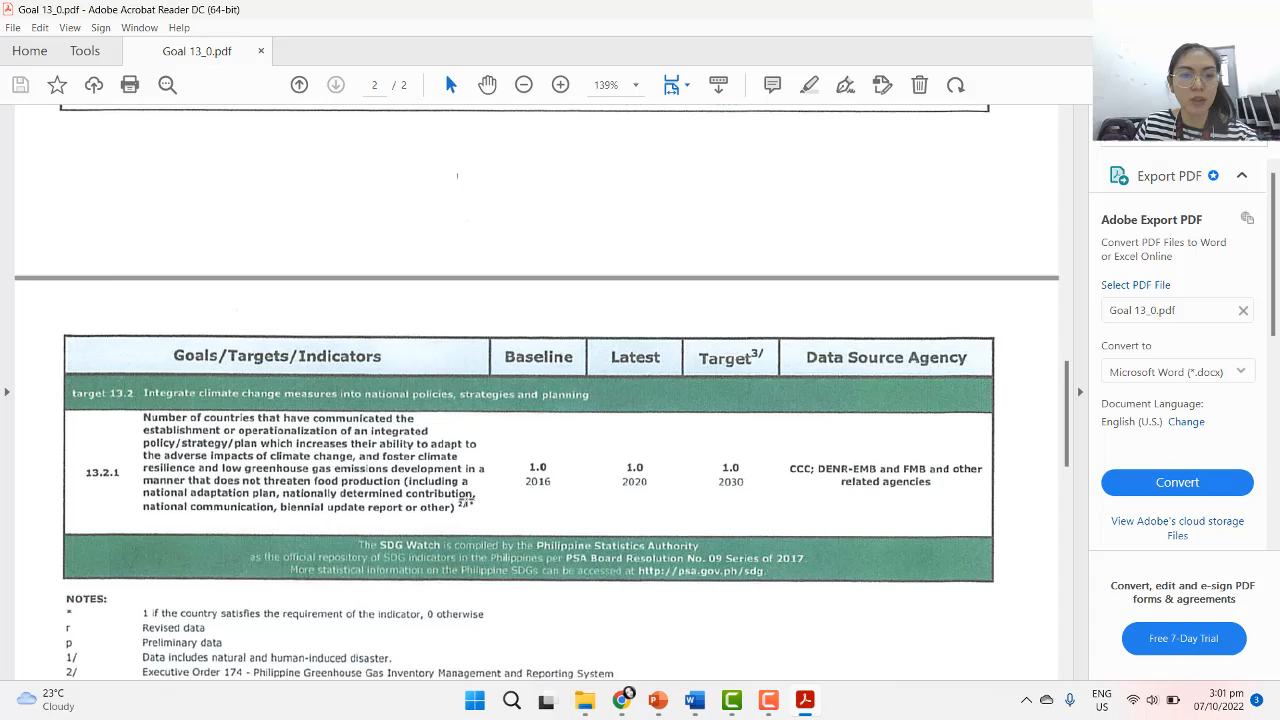 Goal 13_0.pdf - Adobe Acrobat Reader DC (64-bit)
File Edit View Sign Window Help
Home Tools Goal 13_0.pdf ×
2 / 2 139%
Export PDF
Adobe Export PDF
Convert PDF Files to Word
or Excel Online
Select PDF File
Goal 13_0.pdf
Convert to
Microsoft Word (*.docx)
Document Language:
English (U.S.) Change
Convert
View Adobe's cloud storage
Files
Convert, edit and e-sign PDF
forms & agreements
Free 7-Day Trial
Goals/Targets/Indicators Baseline Latest Target3/ Data Source Agency
target 13.2 Integrate climate change measures into national policies, strategies and planning
13.2.1
Number of countries that have communicated the
establishment or operationalization of an integrated
policy/strategy/plan which increases their ability to adapt to
the adverse impacts of climate change, and foster climate
resilience and low greenhouse gas emissions development in a
manner that does not threaten food production (including a
national adaptation plan, nationally determined contribution,
national communication, biennial update report or other)
1.0 1.0 1.0
2016 2020 2030
CCC; DENR-EMB and FMB and other
related agencies
The SDG Watch is compiled by the Philippine Statistics Authority
as the official repository of SDG indicators in the Philippines per PSA Board Resolution No. 09 Series of 2017.
More statistical information on the Philippine SDGs can be accessed at http://psa.gov.ph/sdg.
NOTES:
* 1 if the country satisfies the requirement of the indicator, 0 otherwise
r Revised data
p Preliminary data
1/ Data includes natural and human-induced disaster.
2/ Executive Order 174 - Philippine Greenhouse Gas Inventory Management and Reporting System
23°C
Cloudy
ENG
US
3:01 pm
07/10/2022
3